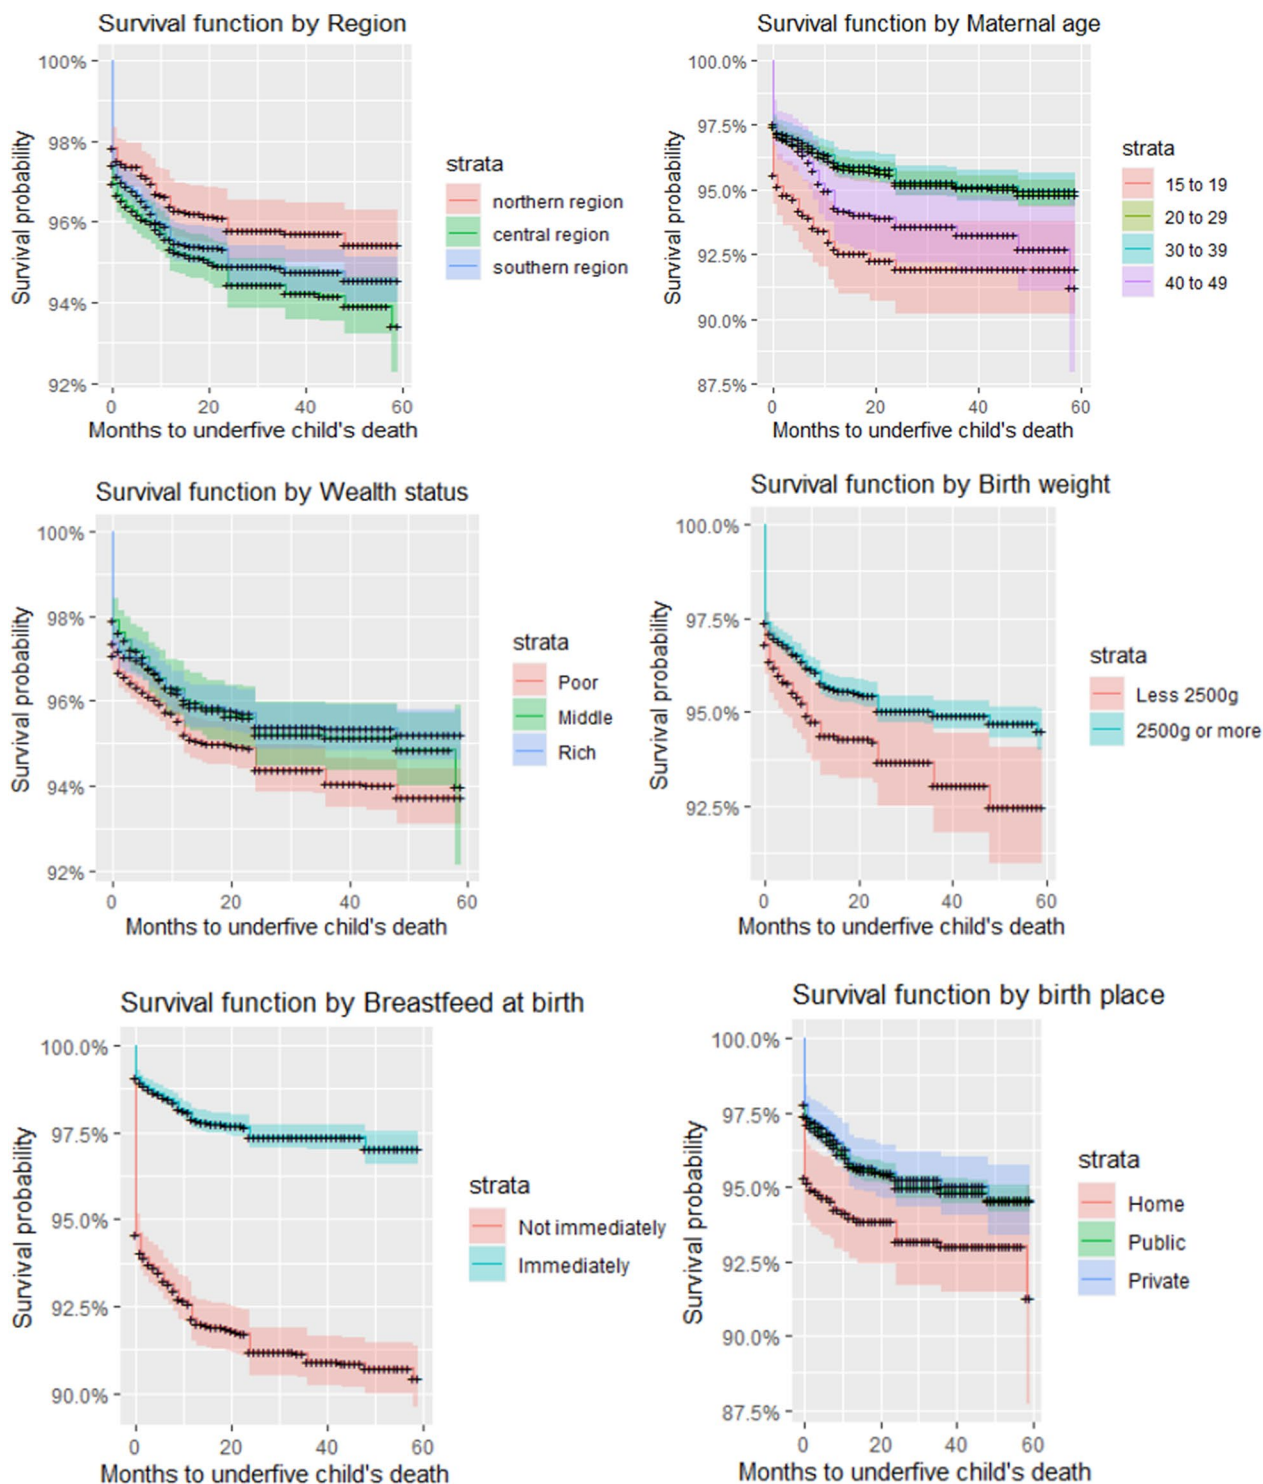 Survival function by Region
Survival probability
100%
98%
96%
94%
92%
0 20 40 60
Months to underfive child's death
strata
northern region
central region
southern region
Survival function by Maternal age
Survival probability
100.0%
97.5%
95.0%
92.5%
90.0%
87.5%
0 20 40 60
Months to underfive child's death
strata
15 to 19
20 to 29
30 to 39
40 to 49
Survival function by Wealth status
Survival probability
100%
98%
96%
94%
92%
0 20 40 60
Months to underfive child's death
strata
Poor
Middle
Rich
Survival function by Birth weight
Survival probability
100.0%
97.5%
95.0%
92.5%
0 20 40 60
Months to underfive child's death
strata
Less 2500g
2500g or more
Survival function by Breastfeed at birth
Survival probability
100.0%
97.5%
95.0%
92.5%
90.0%
0 20 40 60
Months to underfive child's death
strata
Not immediately
Immediately
Survival function by birth place
Survival probability
100.0%
97.5%
95.0%
92.5%
90.0%
87.5%
0 20 40 60
Months to underfive child's death
strata
Home
Public
Private